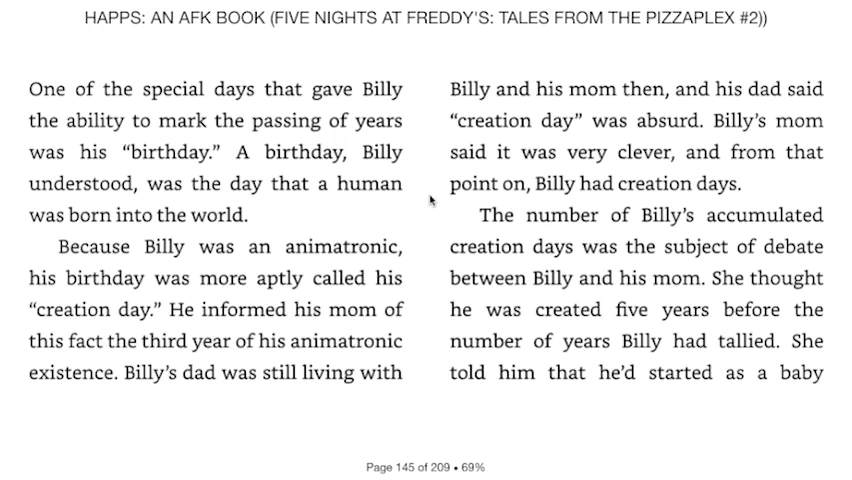 HAPPS: AN AFK BOOK (FIVE NIGHTS AT FREDDY'S: TALES FROM THE PIZZAPLEX #2))
One of the special days that gave Billy
the ability to mark the passing of years
was his “birthday.” A birthday, Billy
understood, was the day that a human
was born into the world.
Because Billy was an animatronic,
his birthday was more aptly called his
“creation day.” He informed his mom of
this fact the third year of his animatronic
existence. Billy’s dad was still living with
Billy and his mom then, and his dad said
“creation day” was absurd. Billy’s mom
said it was very clever, and from that
point on, Billy had creation days.
The number of Billy’s accumulated
creation days was the subject of debate
between Billy and his mom. She thought
he was created five years before the
number of years Billy had tallied. She
told him that he’d started as a baby
Page 145 of 209 • 69%